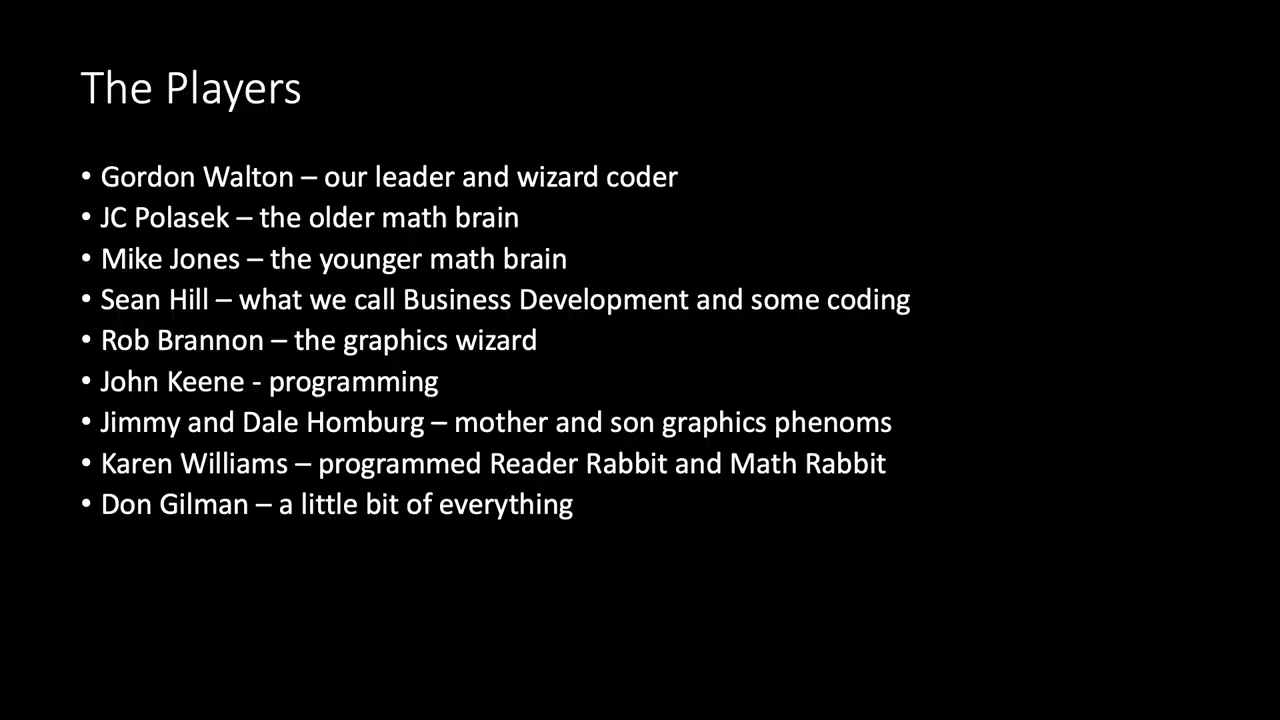 The Players
• Gordon Walton – our leader and wizard coder
• JC Polasek – the older math brain
• Mike Jones – the younger math brain
• Sean Hill – what we call Business Development and some coding
• Rob Brannon – the graphics wizard
• John Keene - programming
• Jimmy and Dale Homburg – mother and son graphics phenoms
• Karen Williams – programmed Reader Rabbit and Math Rabbit
• Don Gilman – a little bit of everything